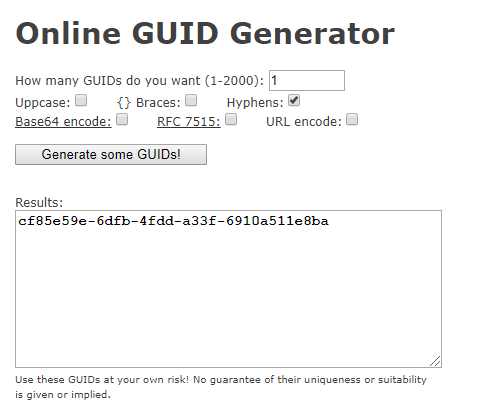 Online GUID Generator
How many GUIDs do you want (1-2000): 1
Uppcase: {} Braces: Hyphens:
Base64 encode: RFC 7515: URL encode:
Generate some GUIDs!
Results:
cf85e59e-6dfb-4fdd-a33f-6910a511e8ba
Use these GUIDs at your own risk! No guarantee of their uniqueness or suitability
is given or implied.